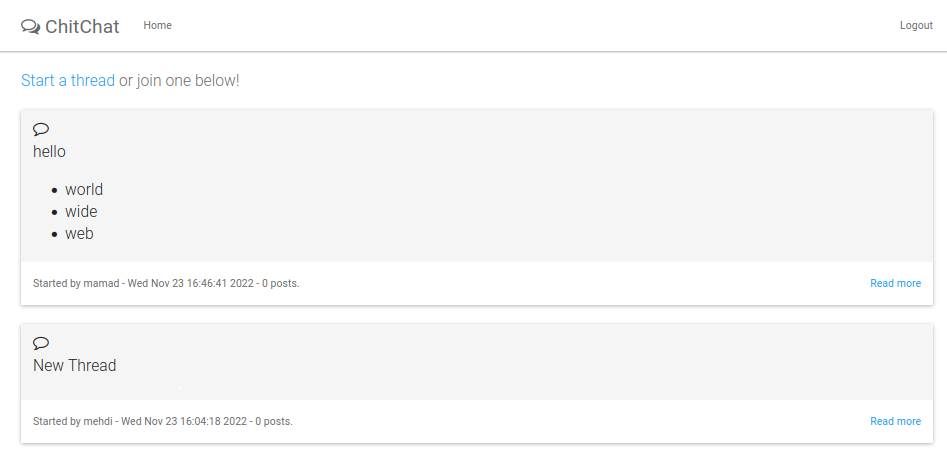 ChitChat Home Logout
Start a thread or join one below!
hello
• world
• wide
• web
Started by mamad - Wed Nov 23 16:46:41 2022 - 0 posts. Read more
New Thread
Started by mehdi - Wed Nov 23 16:04:18 2022 - 0 posts. Read more